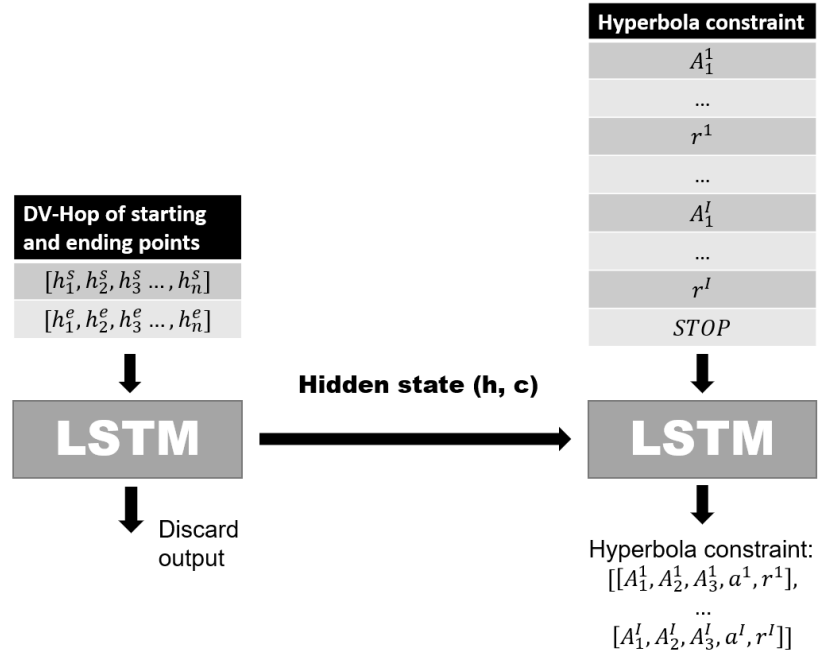 DV-Hop of starting
and ending points
[h₁ˢ, h₂ˢ, h₃ˢ ..., hₙˢ]
[h₁ᵉ, h₂ᵉ, h₃ᵉ ..., hₙᵉ]
LSTM
Discard
output
Hidden state (h, c)
Hyperbola constraint
A₁¹
...
r¹
...
A₁ᴵ
...
rᴵ
STOP
LSTM
Hyperbola constraint:
[[A₁¹, A₂¹, A₃¹, a¹, r¹],
...
[A₁ᴵ, A₂ᴵ, A₃ᴵ, aᴵ, rᴵ]]